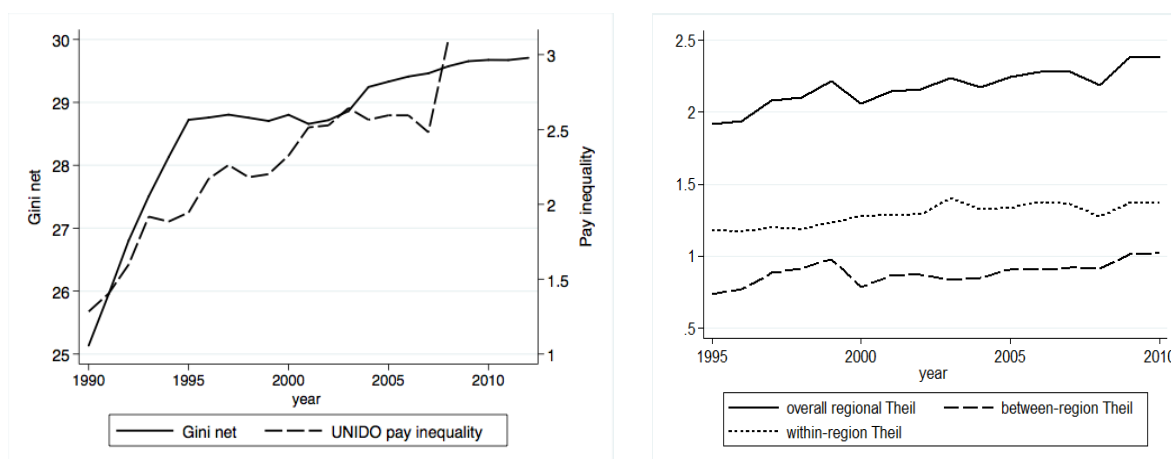 30
29
28
27
26
25
Gini net
3
2.5
2
1.5
1
Pay inequality
1990 1995 2000 2005 2010
year
Gini net UNIDO pay inequality
2.5
2
1.5
1
.5
1995 2000 2005 2010
year
overall regional Theil between-region Theil
within-region Theil